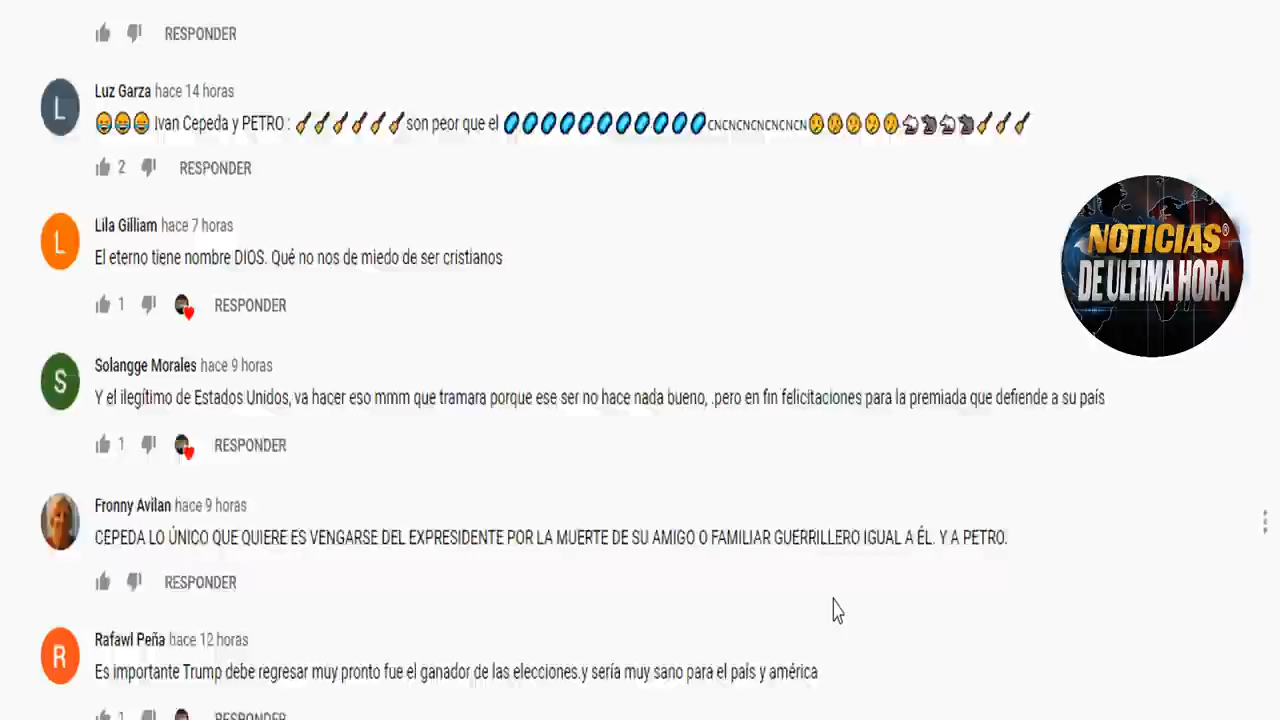 RESPONDER
L
Luz Garza hace 14 horas
😂😂😂 Ivan Cepeda y PETRO : 🧹🧹🧹🧹🧹🧹son peor que el
2 RESPONDER
L
Lila Gilliam hace 7 horas
El eterno tiene nombre DIOS. Qué no nos de miedo de ser cristianos
1 RESPONDER
NOTICIAS®
DE ULTIMA HORA
S
Solangge Morales hace 9 horas
Y el ilegítimo de Estados Unidos, va hacer eso mmm que tramara porque ese ser no hace nada bueno, .pero en fin felicitaciones para la premiada que defiende a su país
1 RESPONDER
Fronny Avilan hace 9 horas
CEPEDA LO ÚNICO QUE QUIERE ES VENGARSE DEL EXPRESIDENTE POR LA MUERTE DE SU AMIGO O FAMILIAR GUERRILLERO IGUAL A ÉL. Y A PETRO.
RESPONDER
R
Rafawl Peña hace 12 horas
Es importante Trump debe regresar muy pronto fue el ganador de las elecciones.y sería muy sano para el país y américa
1 RESPONDER